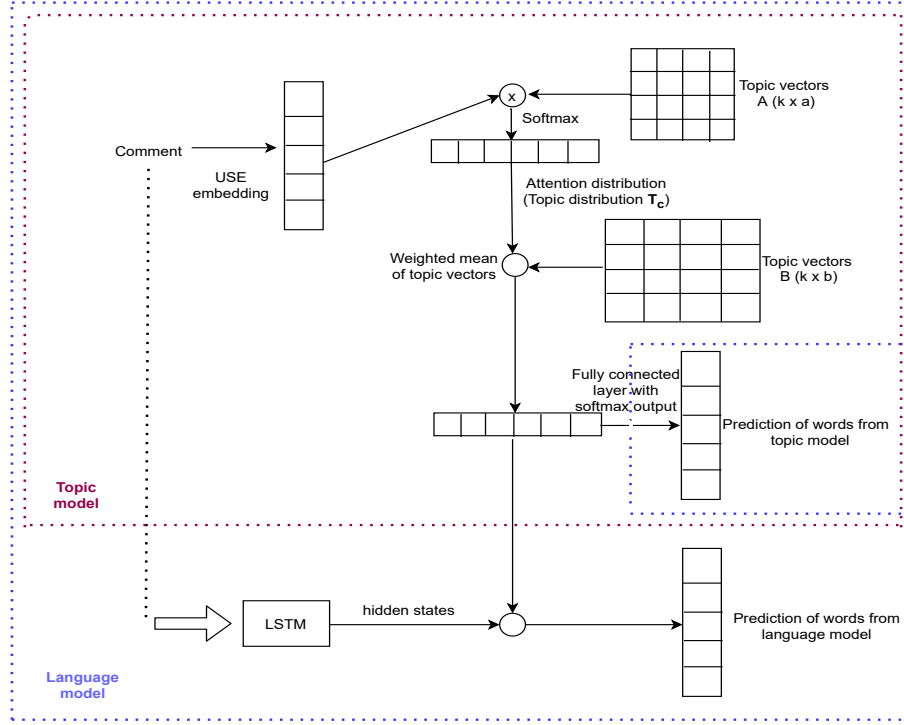 Topic vectors
A (k x a)
x
Softmax
Comment
USE
embedding
Attention distribution
(Topic distribution T_c)
Weighted mean
of topic vectors
Topic vectors
B (k x b)
Fully connected
layer with
softmax output
Prediction of words from
topic model
Topic
model
hidden states
LSTM
Prediction of words from
language model
Language
model